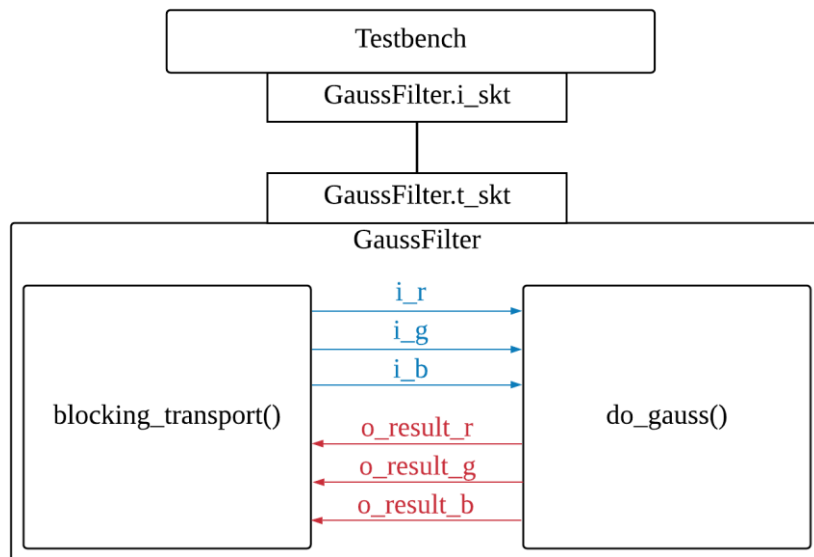 Testbench
GaussFilter.i_skt
GaussFilter.t_skt
GaussFilter
i_r
i_g
i_b
blocking_transport()
do_gauss()
o_result_r
o_result_g
o_result_b